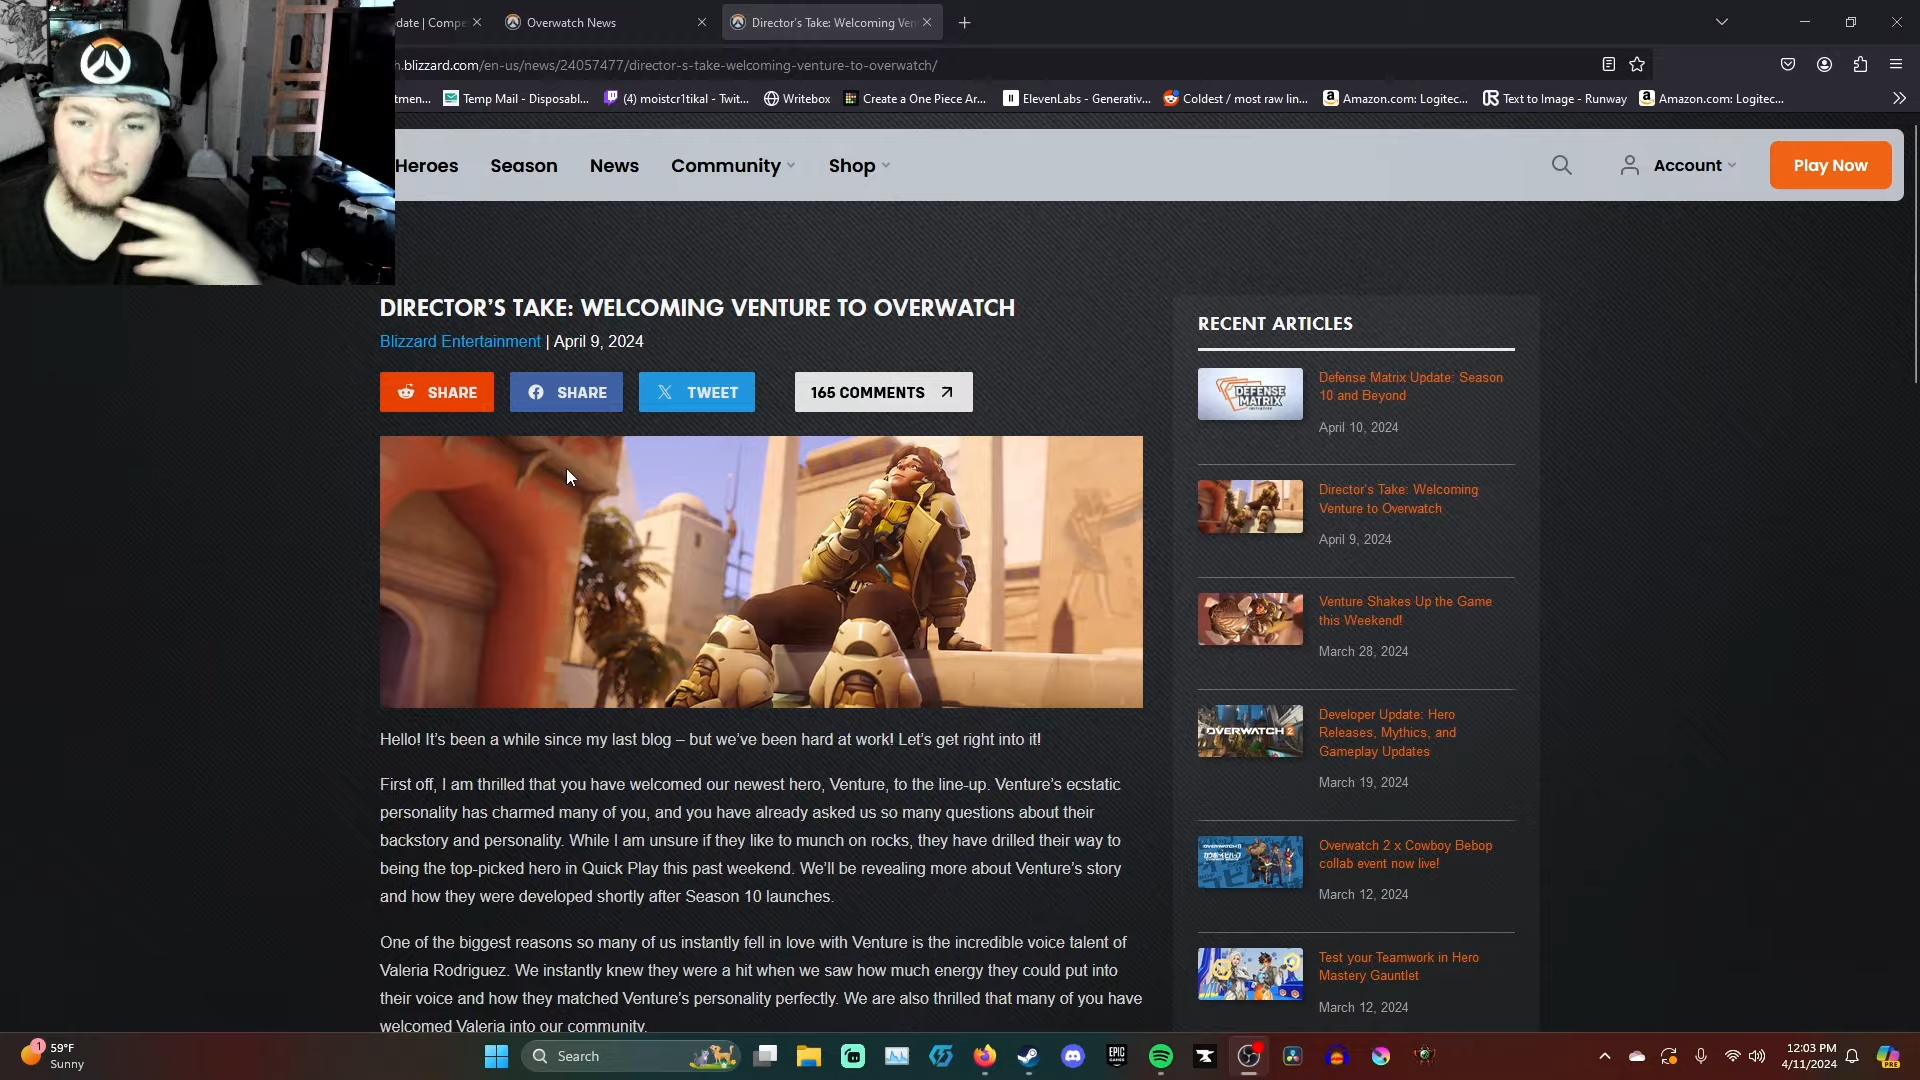 date | Compe
Overwatch News
Director's Take: Welcoming Ven
h.blizzard.com/en-us/news/24057477/director-s-take-welcoming-venture-to-overwatch/
tmen...
Temp Mail - Disposabl...
(4) moistcr1tikal - Twit...
Writebox
Create a One Piece Ar...
ElevenLabs - Generativ...
Coldest / most raw lin...
Amazon.com: Logitec...
Text to Image - Runway
Amazon.com: Logitec...
Heroes
Season
News
Community
Shop
Account
Play Now
DIRECTOR'S TAKE: WELCOMING VENTURE TO OVERWATCH
Blizzard Entertainment | April 9, 2024
SHARE
SHARE
TWEET
165 COMMENTS
Hello! It's been a while since my last blog – but we've been hard at work! Let's get right into it!
First off, I am thrilled that you have welcomed our newest hero, Venture, to the line-up. Venture's ecstatic
personality has charmed many of you, and you have already asked us so many questions about their
backstory and personality. While I am unsure if they like to munch on rocks, they have drilled their way to
being the top-picked hero in Quick Play this past weekend. We'll be revealing more about Venture's story
and how they were developed shortly after Season 10 launches.
One of the biggest reasons so many of us instantly fell in love with Venture is the incredible voice talent of
Valeria Rodriguez. We instantly knew they were a hit when we saw how much energy they could put into
their voice and how they matched Venture's personality perfectly. We are also thrilled that many of you have
welcomed Valeria into our community.
RECENT ARTICLES
DEFENSE
MATRIX
Defense Matrix Update: Season
10 and Beyond
April 10, 2024
Director's Take: Welcoming
Venture to Overwatch
April 9, 2024
Venture Shakes Up the Game
this Weekend!
March 28, 2024
OVERWATCH 2
Developer Update: Hero
Releases, Mythics, and
Gameplay Updates
March 19, 2024
Overwatch 2 x Cowboy Bebop
collab event now live!
March 12, 2024
Test your Teamwork in Hero
Mastery Gauntlet
March 12, 2024
1
59°F
Sunny
Search
EPIC
GAMES
12:03 PM
4/11/2024
PRE